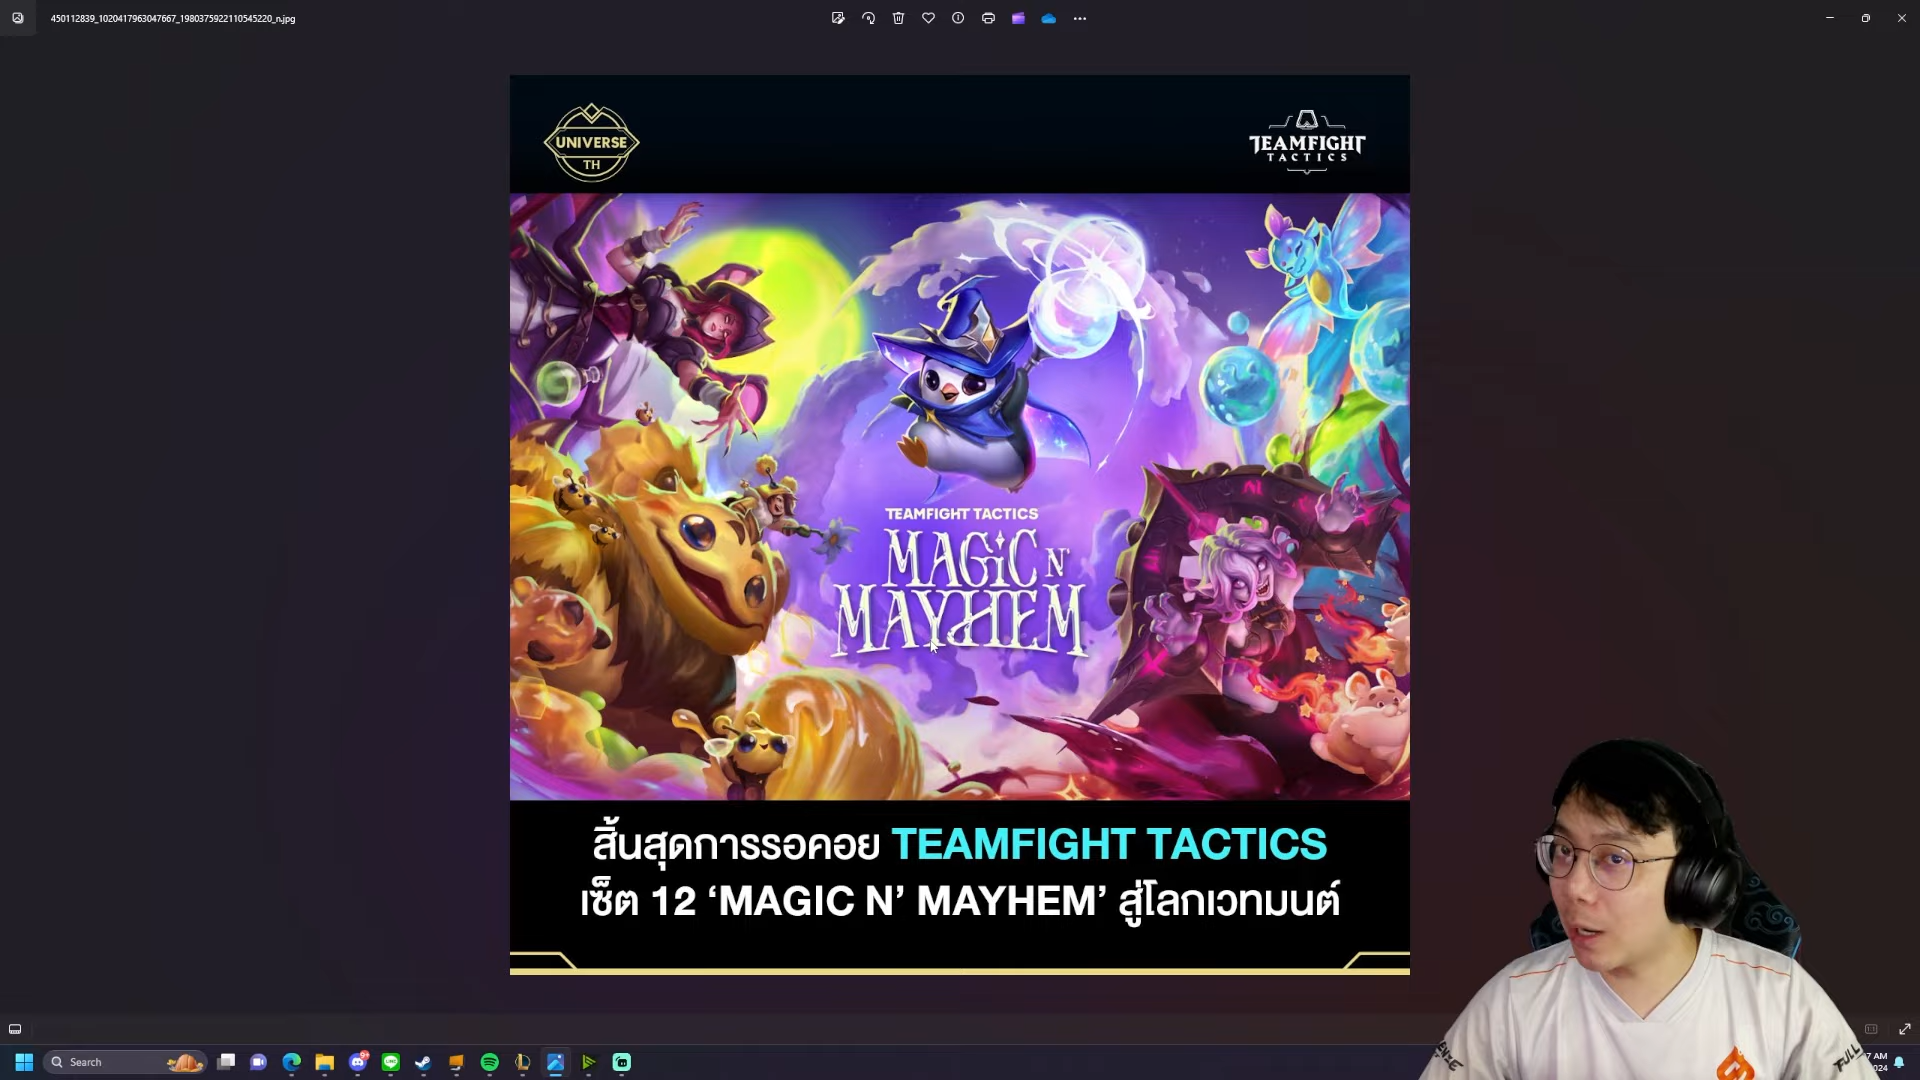 450112839_1020417963047667_1980375922110545220_n.jpg
UNIVERSE
TH
TEAMFIGHT
TACTICS
TEAMFIGHT TACTICS
MAGIC N'
MAYHEM
สิ้นสุดการรอคอย TEAMFIGHT TACTICS
เซ็ต 12 ‘MAGIC N’ MAYHEM’ สู่โลกเวทมนต์
Search
7 AM